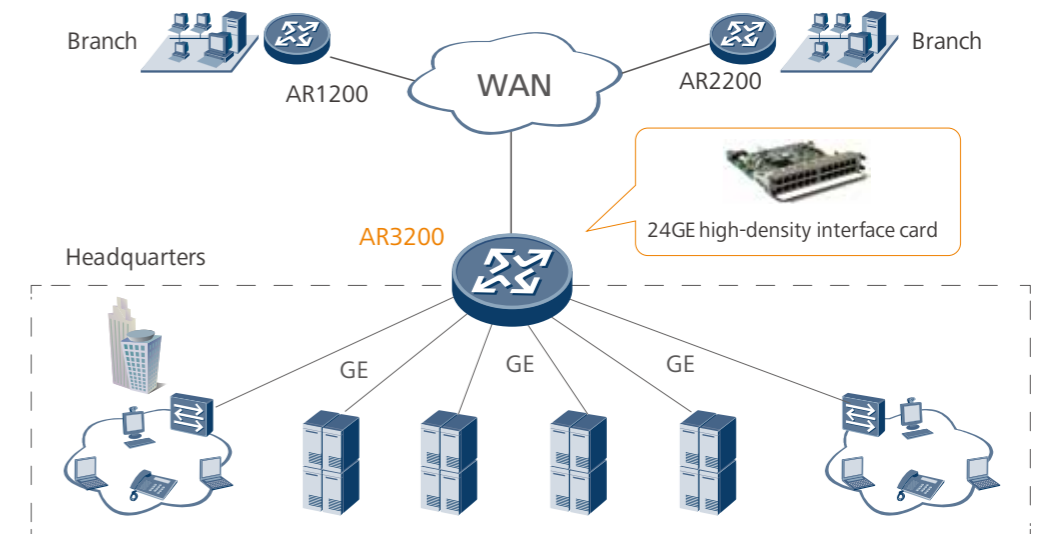 Branch
Branch
AR1200
WAN
AR2200
24GE high-density interface card
AR3200
Headquarters
GE
GE
GE